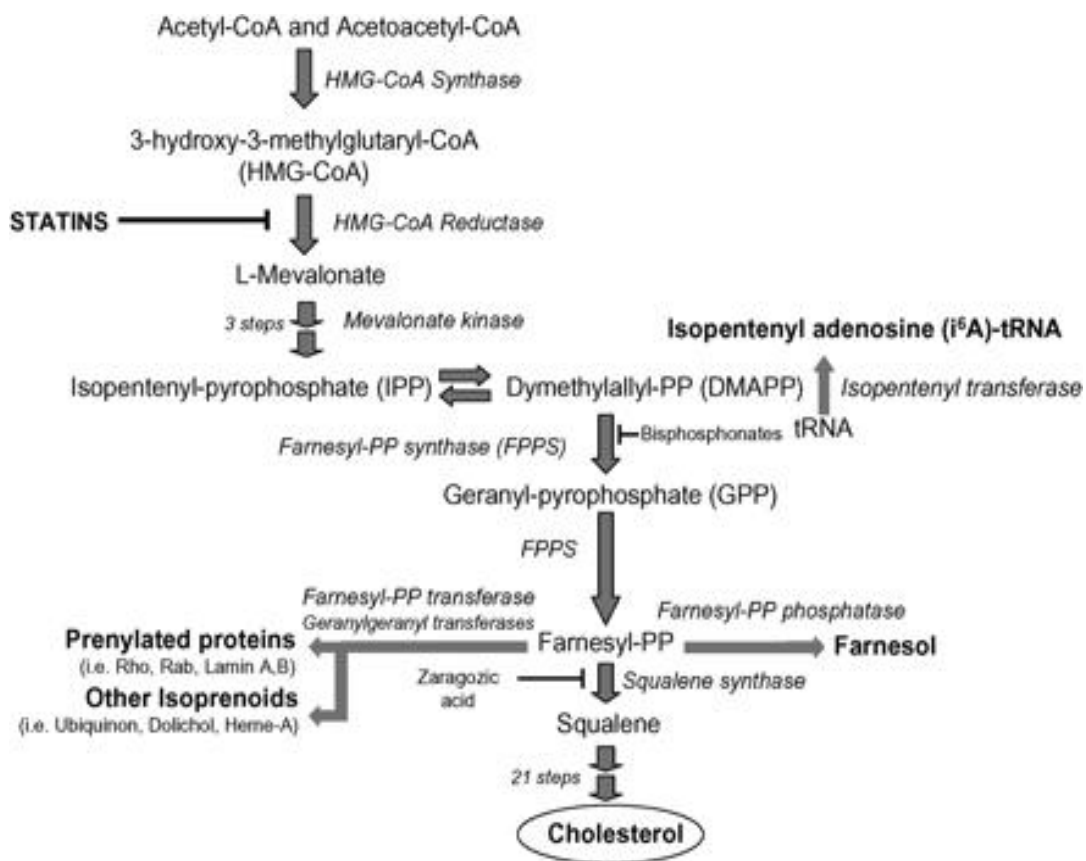 Acetyl-CoA and Acetoacetyl-CoA
HMG-CoA Synthase
3-hydroxy-3-methylglutaryl-CoA
(HMG-CoA)
STATINS
HMG-CoA Reductase
L-Mevalonate
3 steps
Mevalonate kinase
Isopentenyl adenosine (i⁶A)-tRNA
Isopentenyl-pyrophosphate (IPP)
Dymethylallyl-PP (DMAPP)
Isopentenyl transferase
Farnesyl-PP synthase (FPPS)
Bisphosphonates
tRNA
Geranyl-pyrophosphate (GPP)
FPPS
Farnesyl-PP transferase
Geranylgeranyl transferases
Farnesyl-PP phosphatase
Prenylated proteins
(i.e. Rho, Rab, Lamin A,B)
Farnesyl-PP
Farnesol
Other Isoprenoids
(i.e. Ubiquinon, Dolichol, Heme-A)
Zaragozic
acid
Squalene synthase
Squalene
21 steps
Cholesterol